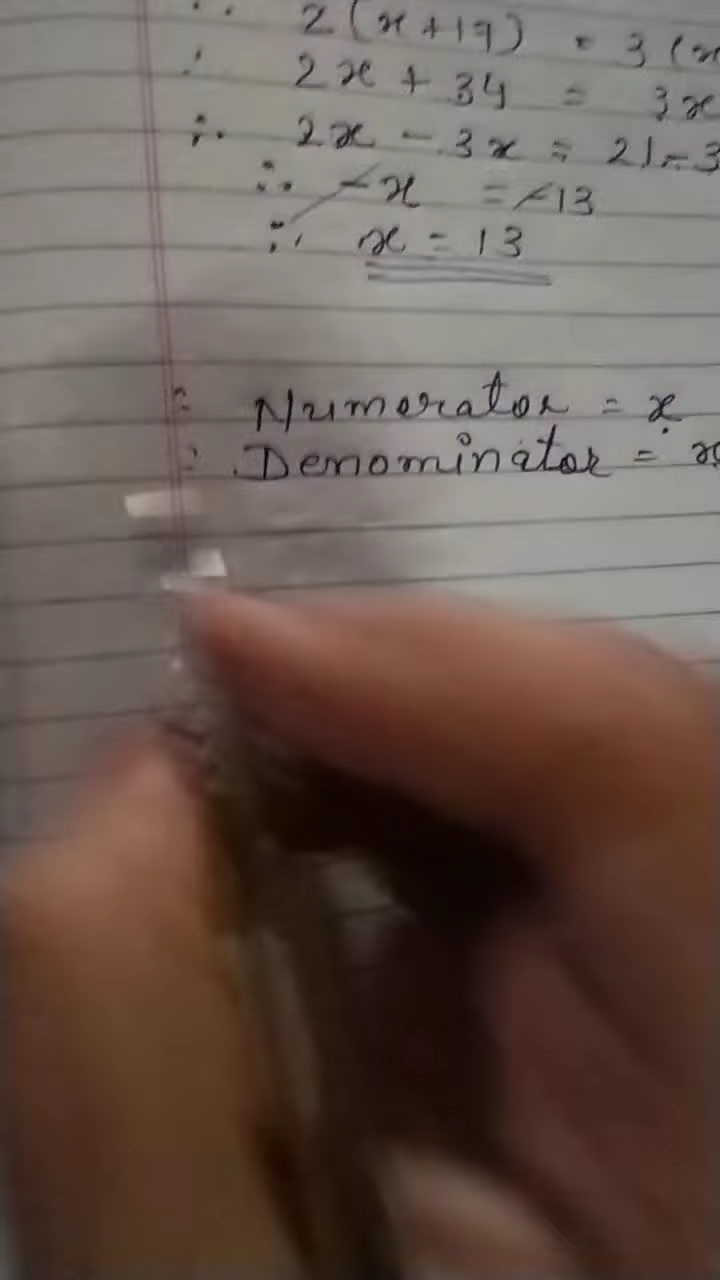 ∴ 2(x+17) = 3(x
∴ 2x + 34 = 3x
∴ 2x - 3x = 21-3
∴ -x = -13
∴ x = 13
∴ Numerator = x
∴ Denominator = x